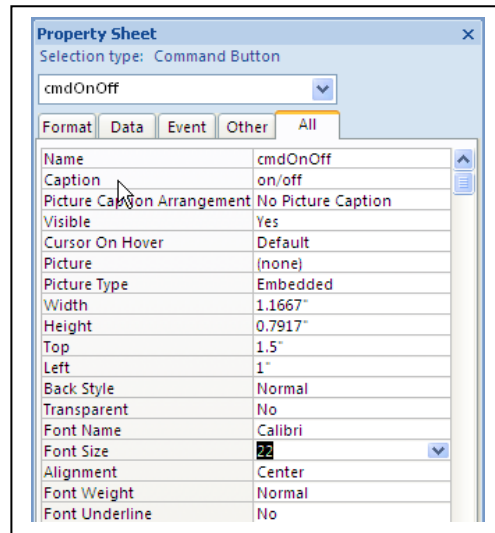 Property Sheet
Selection type: Command Button
cmdOnOff
Format Data Event Other All
Name cmdOnOff
Caption on/off
Picture Caption Arrangement No Picture Caption
Visible Yes
Cursor On Hover Default
Picture (none)
Picture Type Embedded
Width 1.1667"
Height 0.7917"
Top 1.5"
Left 1"
Back Style Normal
Transparent No
Font Name Calibri
Font Size 22
Alignment Center
Font Weight Normal
Font Underline No